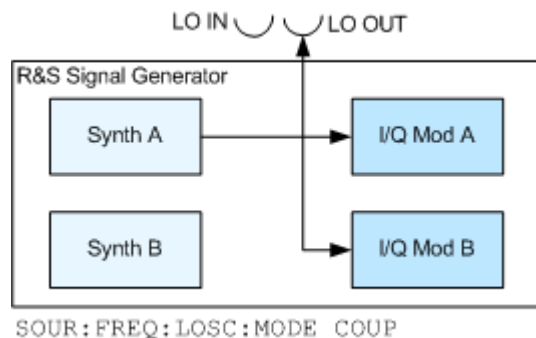 LO IN LO OUT
R&S Signal Generator
Synth A I/Q Mod A
Synth B I/Q Mod B
SOUR:FREQ:LOSC:MODE COUP